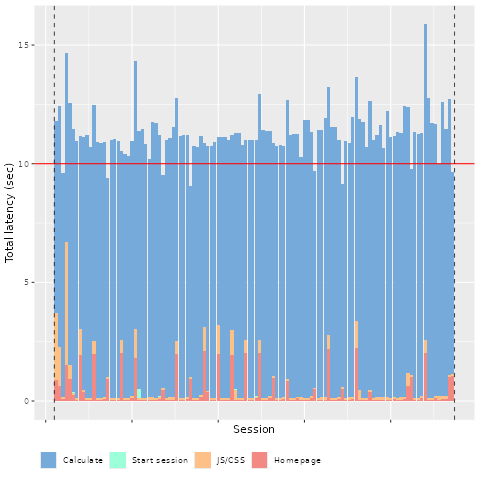 Total latency (sec)
15
10
5
0
Session
Calculate
Start session
JS/CSS
Homepage